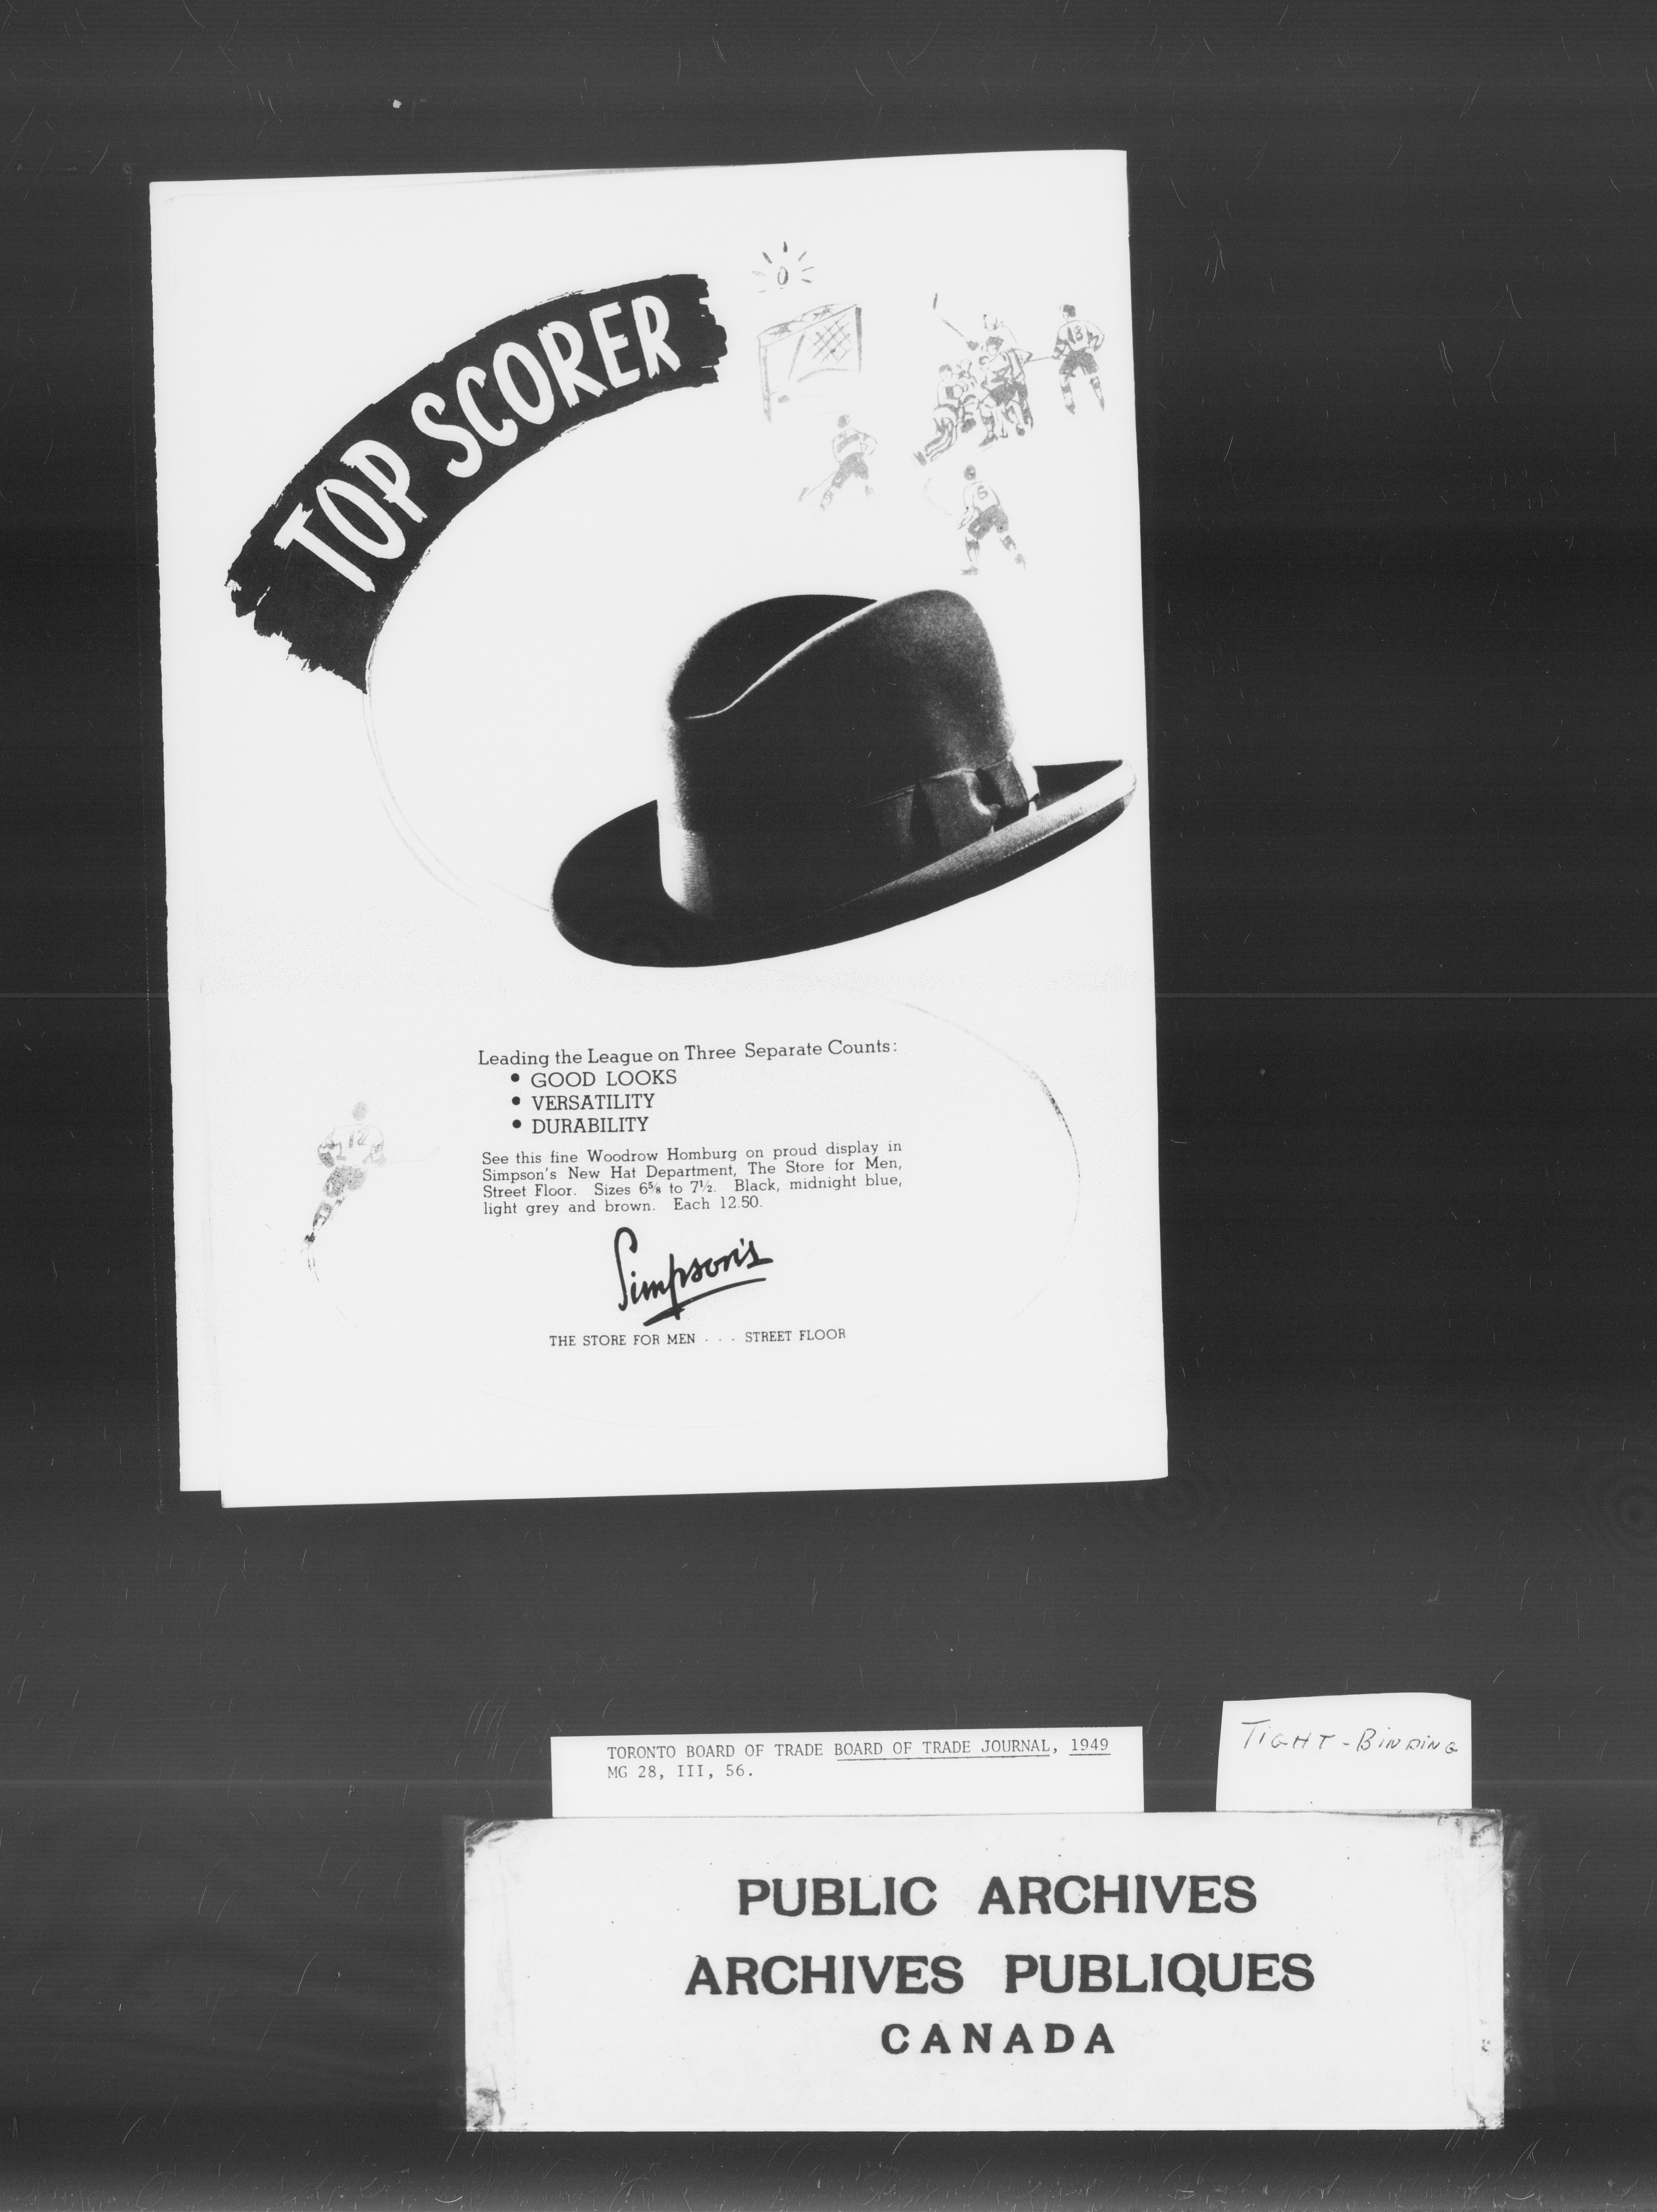 TOP SCORER
18
5
Leading the League on Three Separate Counts:
• GOOD LOOKS
• VERSATILITY
• DURABILITY
12
See this fine Woodrow Homburg on proud display in
Simpson's New Hat Department, The Store for Men,
Street Floor. Sizes 6⅝ to 7½. Black, midnight blue,
light grey and brown. Each 12.50.
Simpson's
THE STORE FOR MEN . . . STREET FLOOR
TORONTO BOARD OF TRADE BOARD OF TRADE JOURNAL, 1949
MG 28, III, 56.
TIGHT-BINDING
PUBLIC ARCHIVES
ARCHIVES PUBLIQUES
CANADA